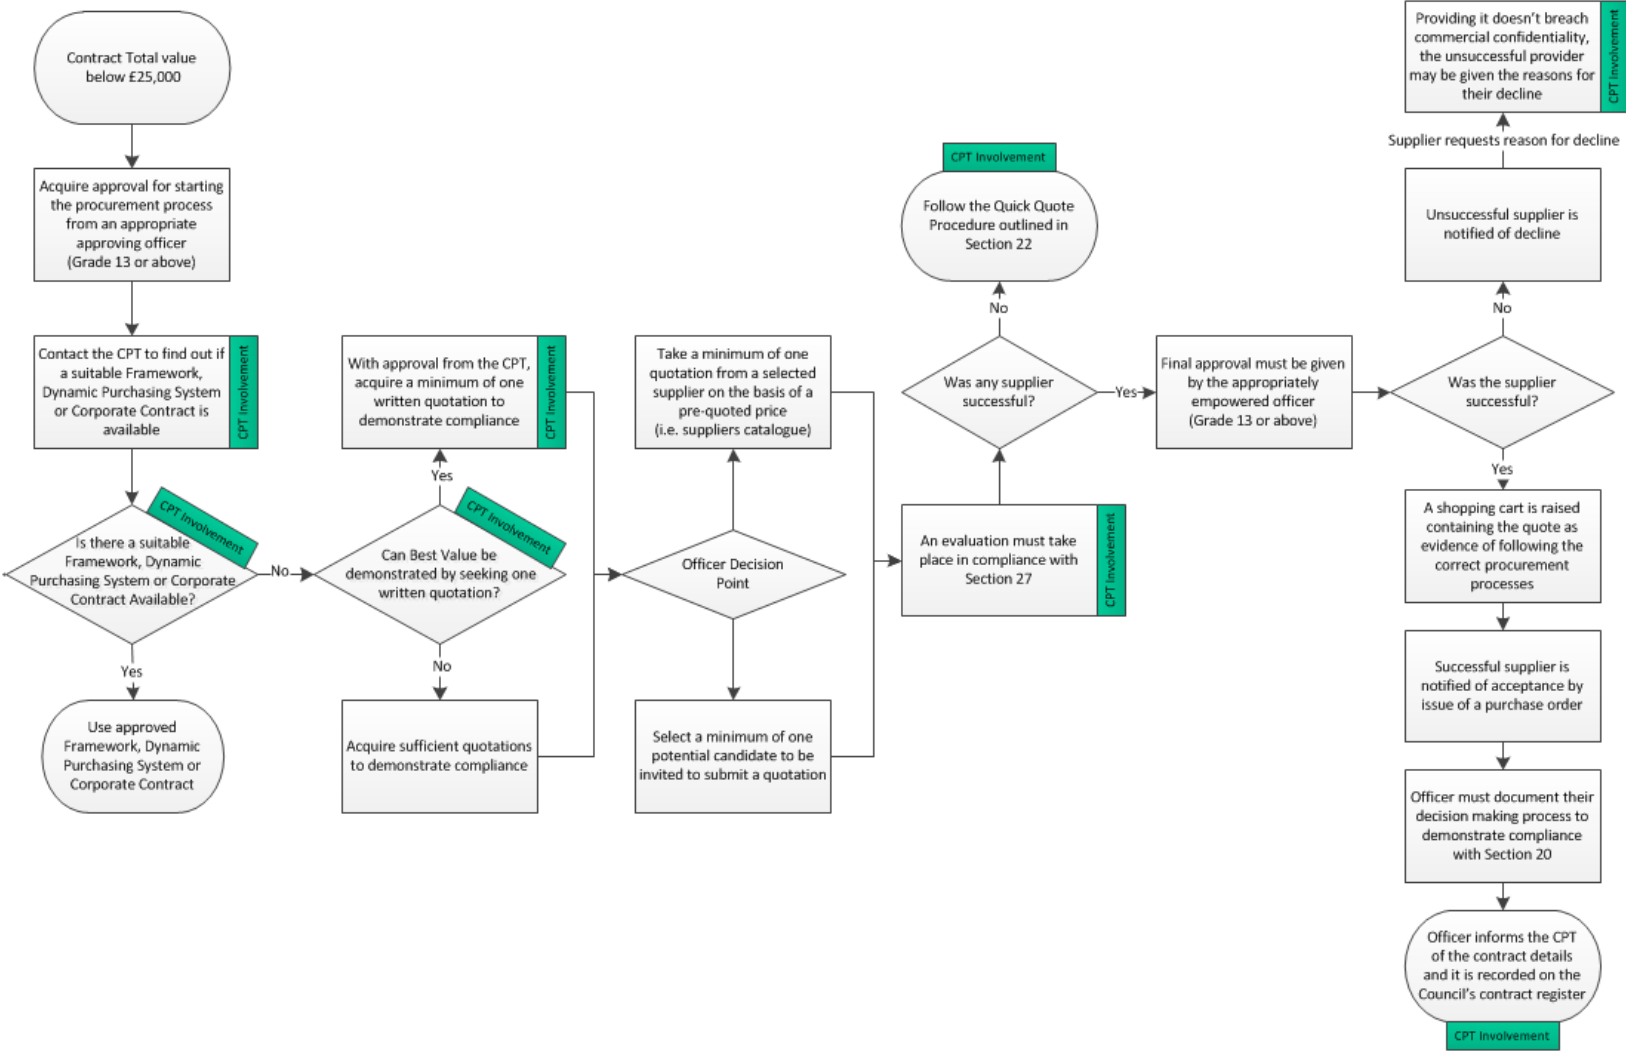 Contract Total value
below £25,000
Acquire approval for starting
the procurement process
from an appropriate
approving officer
(Grade 13 or above)
Contact the CPT to find out if
a suitable Framework,
Dynamic Purchasing System
or Corporate Contract is
available
CPT Involvement
CPT Involvement
Is there a suitable
Framework, Dynamic
Purchasing System or Corporate
Contract Available?
No
Yes
Use approved
Framework, Dynamic
Purchasing System or
Corporate Contract
With approval from the CPT,
acquire a minimum of one
written quotation to
demonstrate compliance
CPT Involvement
Yes
CPT Involvement
Can Best Value be
demonstrated by seeking one
written quotation?
No
Acquire sufficient quotations
to demonstrate compliance
Take a minimum of one
quotation from a selected
supplier on the basis of a
pre-quoted price
(i.e. suppliers catalogue)
Officer Decision
Point
Select a minimum of one
potential candidate to be
invited to submit a quotation
CPT Involvement
Follow the Quick Quote
Procedure outlined in
Section 22
No
Was any supplier
successful?
Yes
An evaluation must take
place in compliance with
Section 27
CPT Involvement
Final approval must be given
by the appropriately
empowered officer
(Grade 13 or above)
Providing it doesn't breach
commercial confidentiality,
the unsuccessful provider
may be given the reasons for
their decline
CPT Involvement
Supplier requests reason for decline
Unsuccessful supplier is
notified of decline
No
Was the supplier
successful?
Yes
A shopping cart is raised
containing the quote as
evidence of following the
correct procurement
processes
Successful supplier is
notified of acceptance by
issue of a purchase order
Officer must document their
decision making process to
demonstrate compliance
with Section 20
Officer informs the CPT
of the contract details
and it is recorded on the
Council's contract register
CPT Involvement